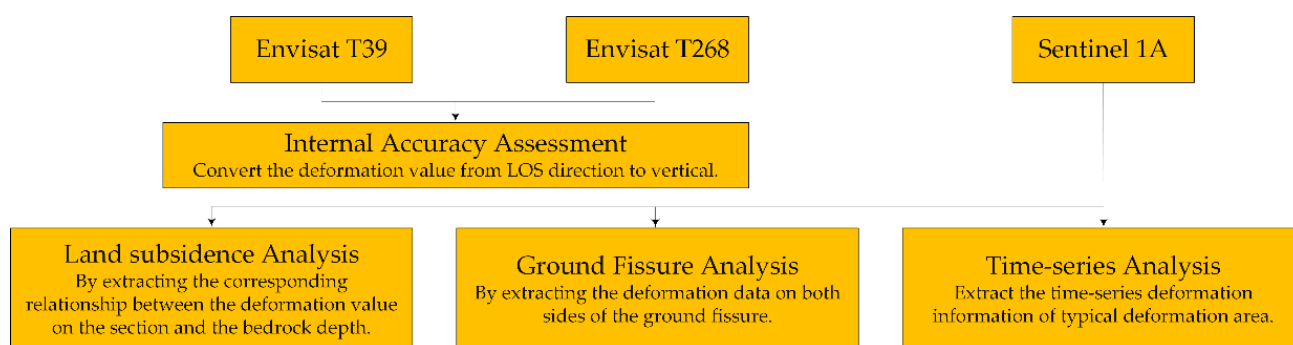 Envisat T39
Envisat T268
Sentinel 1A
Internal Accuracy Assessment
Convert the deformation value from LOS direction to vertical.
Land subsidence Analysis
By extracting the corresponding
relationship between the deformation value
on the section and the bedrock depth.
Ground Fissure Analysis
By extracting the deformation data on both
sides of the ground fissure.
Time-series Analysis
Extract the time-series deformation
information of typical deformation area.